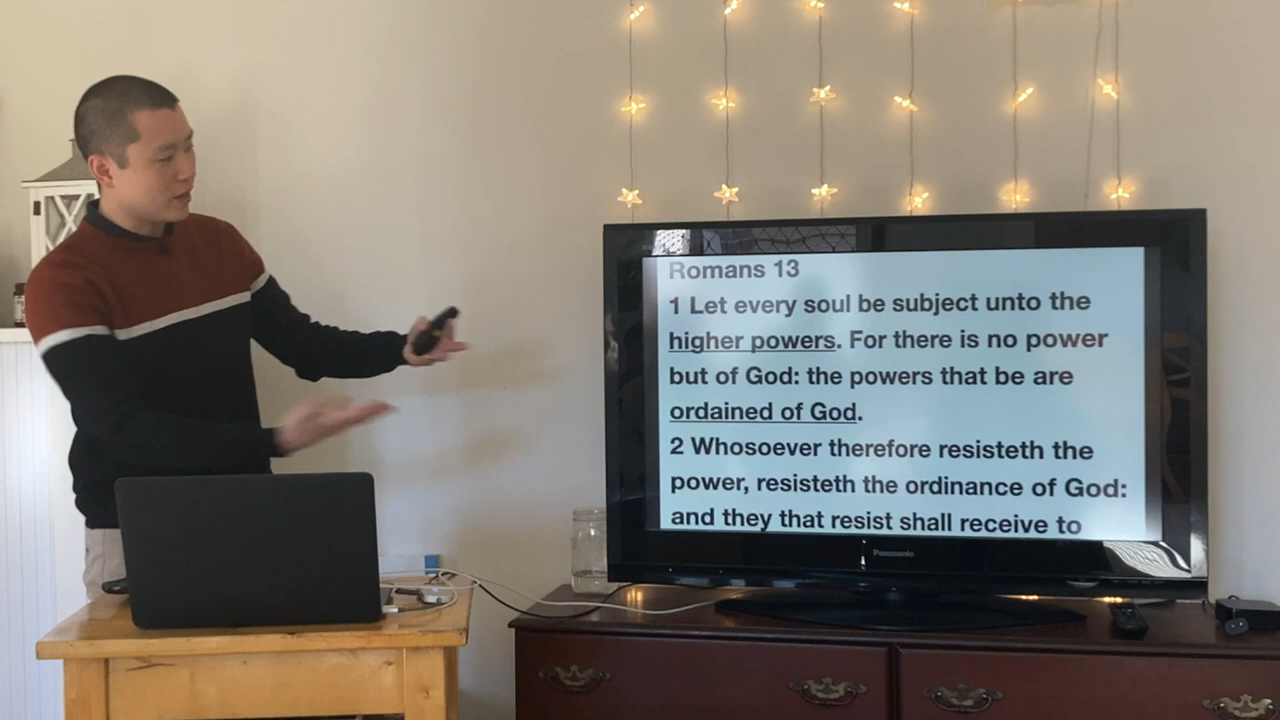 Romans 13
1 Let every soul be subject unto the
higher powers. For there is no power
but of God: the powers that be are
ordained of God.
2 Whosoever therefore resisteth the
power, resisteth the ordinance of God:
and they that resist shall receive to
Panasonic